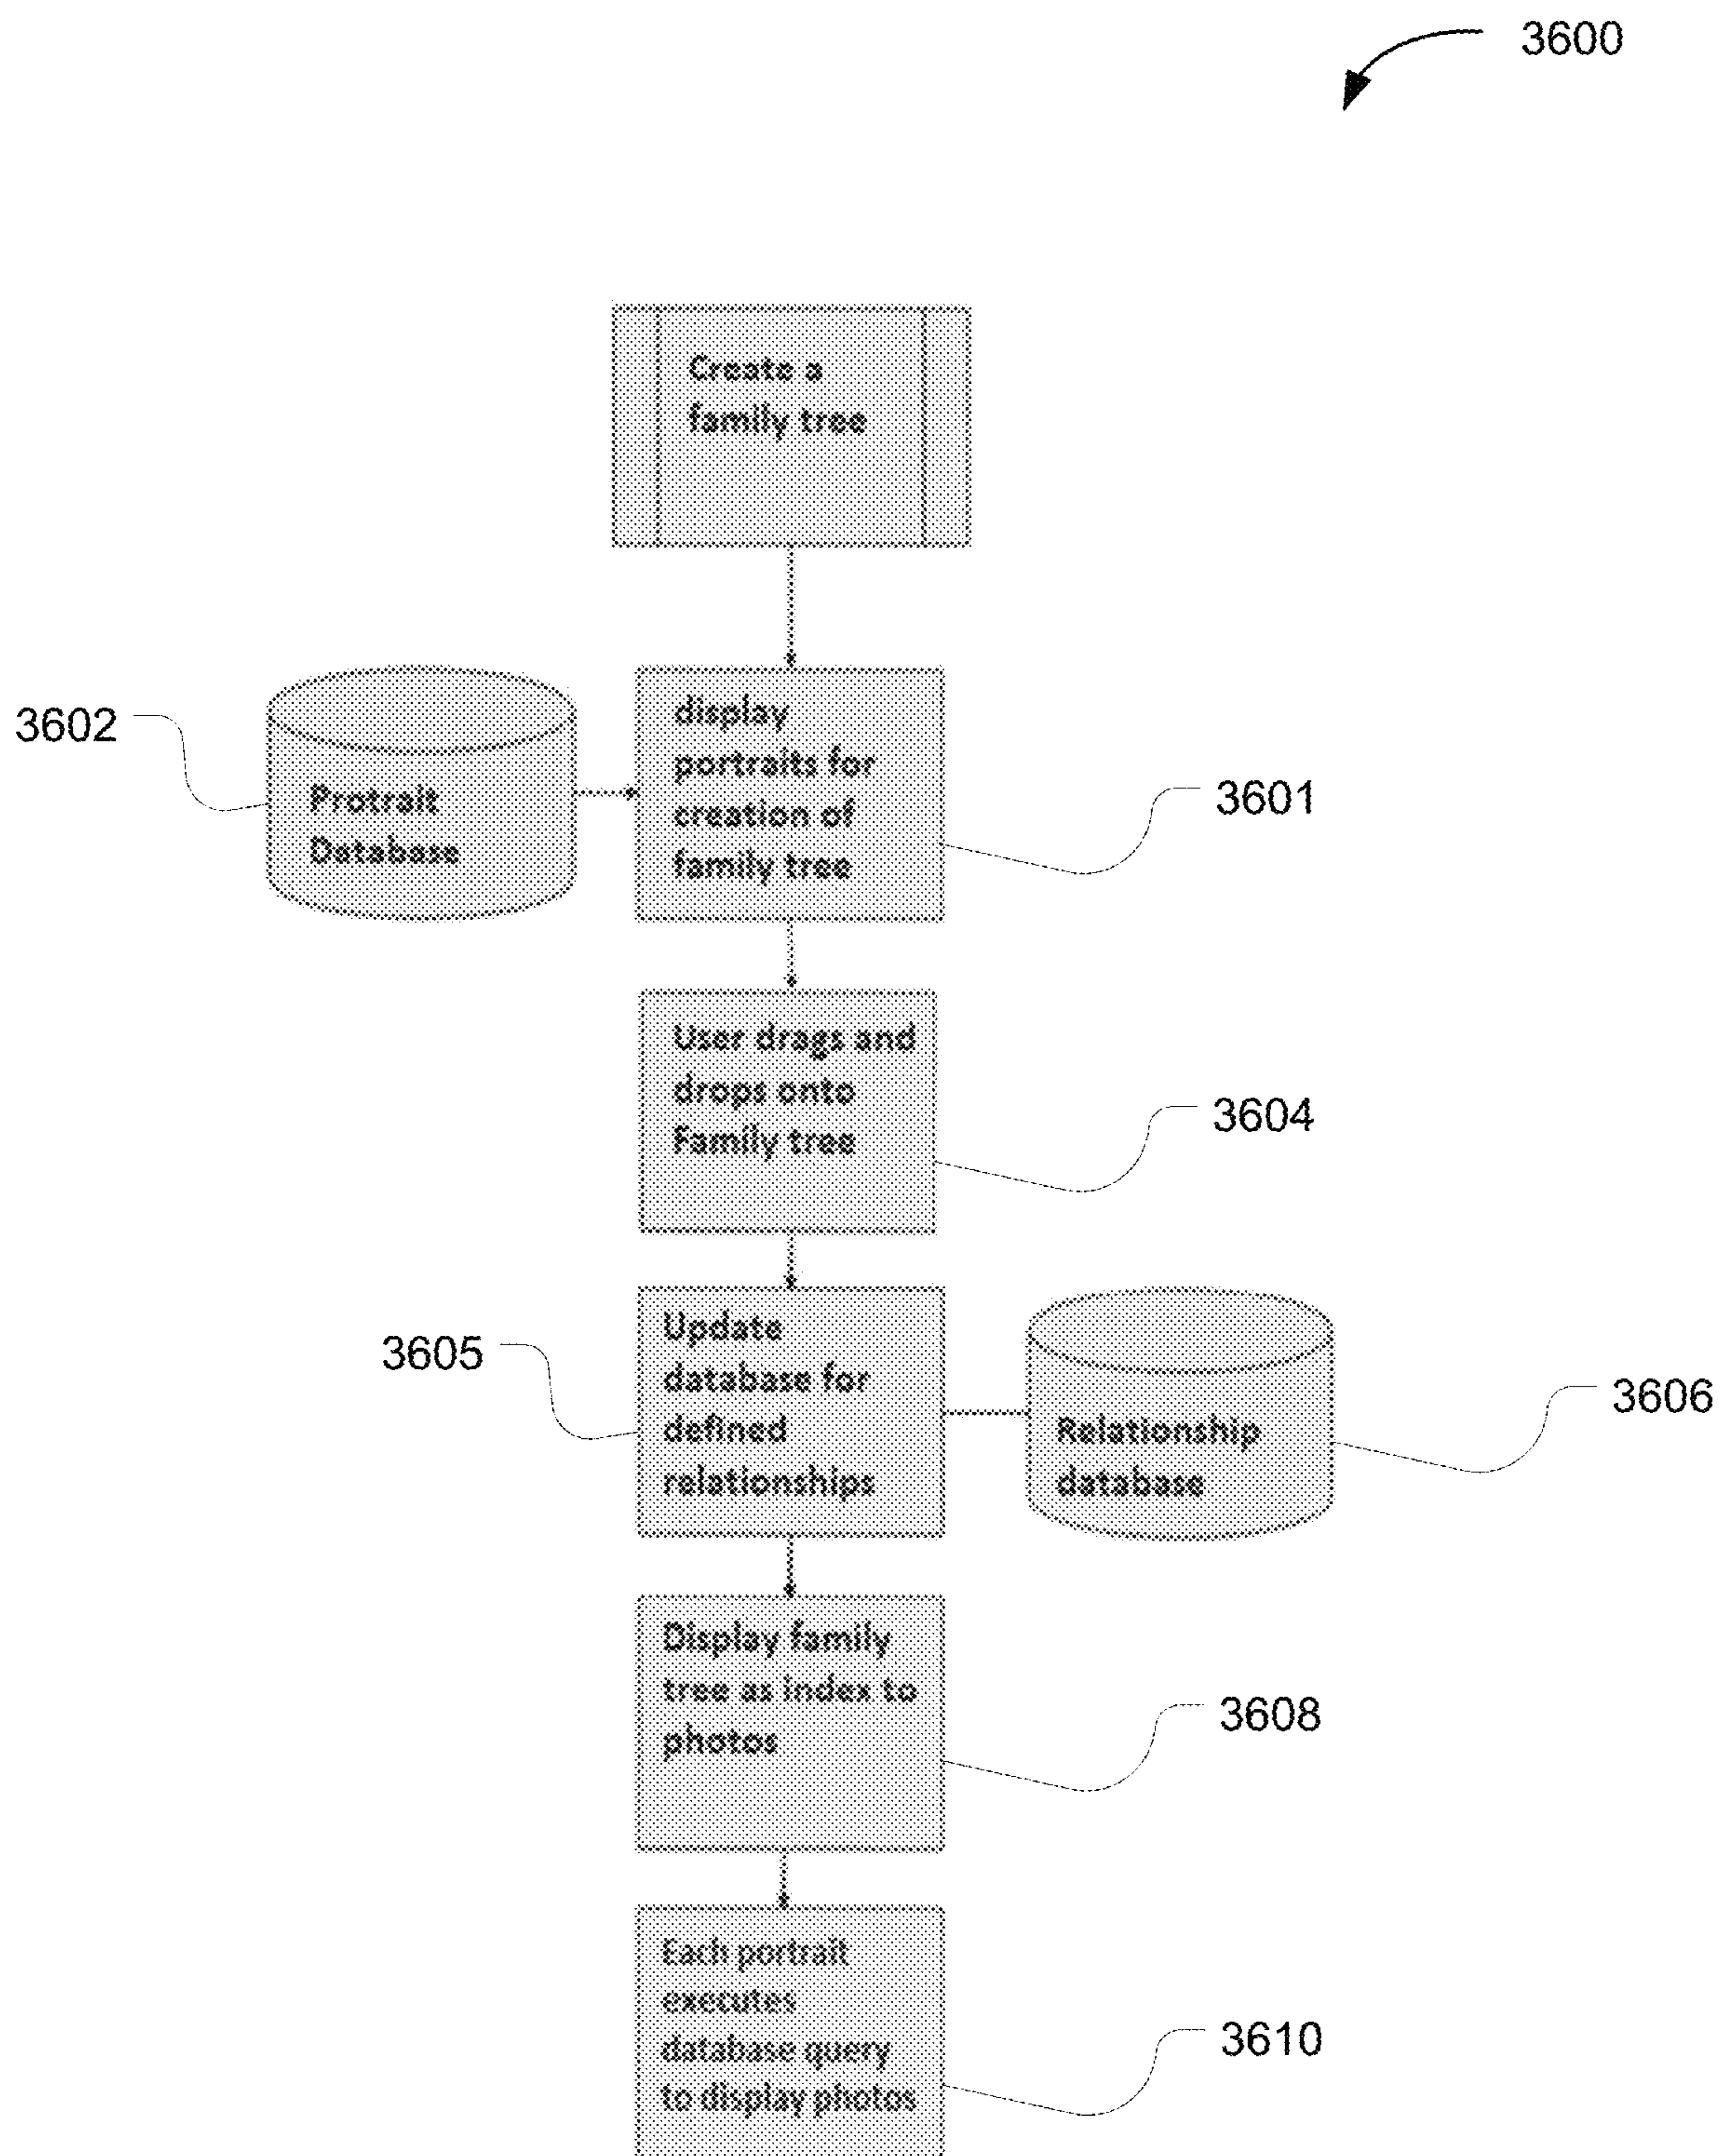 3600
Create a
family tree
3602
Protrait
Database
display
portraits for
creation of
family tree
3601
User drags and
drops onto
Family tree
3604
3605
Update
database for
defined
relationships
Relationship
database
3606
Display family
tree as index to
photos
3608
Each portrait
executes
database query
to display photos
3610